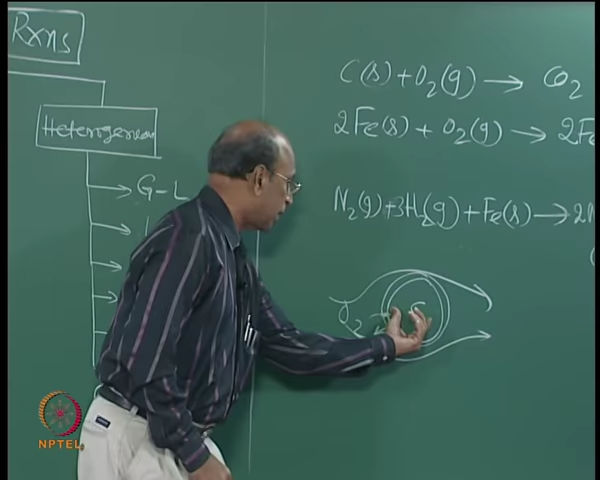 Rxns
Heterogeneous
G-L
C(s) + O₂(g) → CO₂
2Fe(s) + O₂(g) → 2Fe
N₂(g) + 3H₂(g) + Fe(s) → 2N
O₂
C
NPTEL